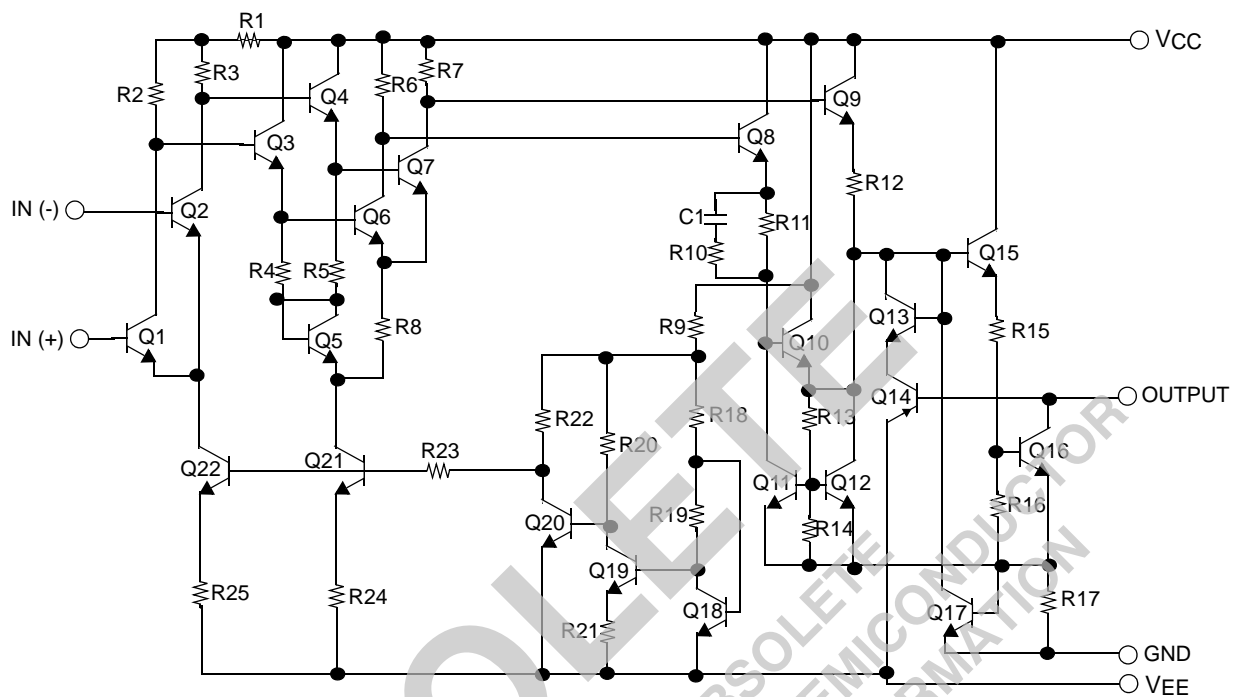 R1
VCC
R2
R3
R6
R7
Q4
Q9
Q3
Q8
Q7
R12
IN (-)
Q2
Q6
C1
R11
Q15
R10
R4
R5
Q1
R8
R9
Q13
R15
IN (+)
Q5
Q10
Q14
OUTPUT
R22
R18
R13
R20
R23
Q16
Q22
Q21
Q11
Q12
R16
R19
Q20
R14
Q19
R25
R24
Q18
Q17
R17
R21
GND
VEE
OLETE
OBSOLETE
SEMICONDUCTOR